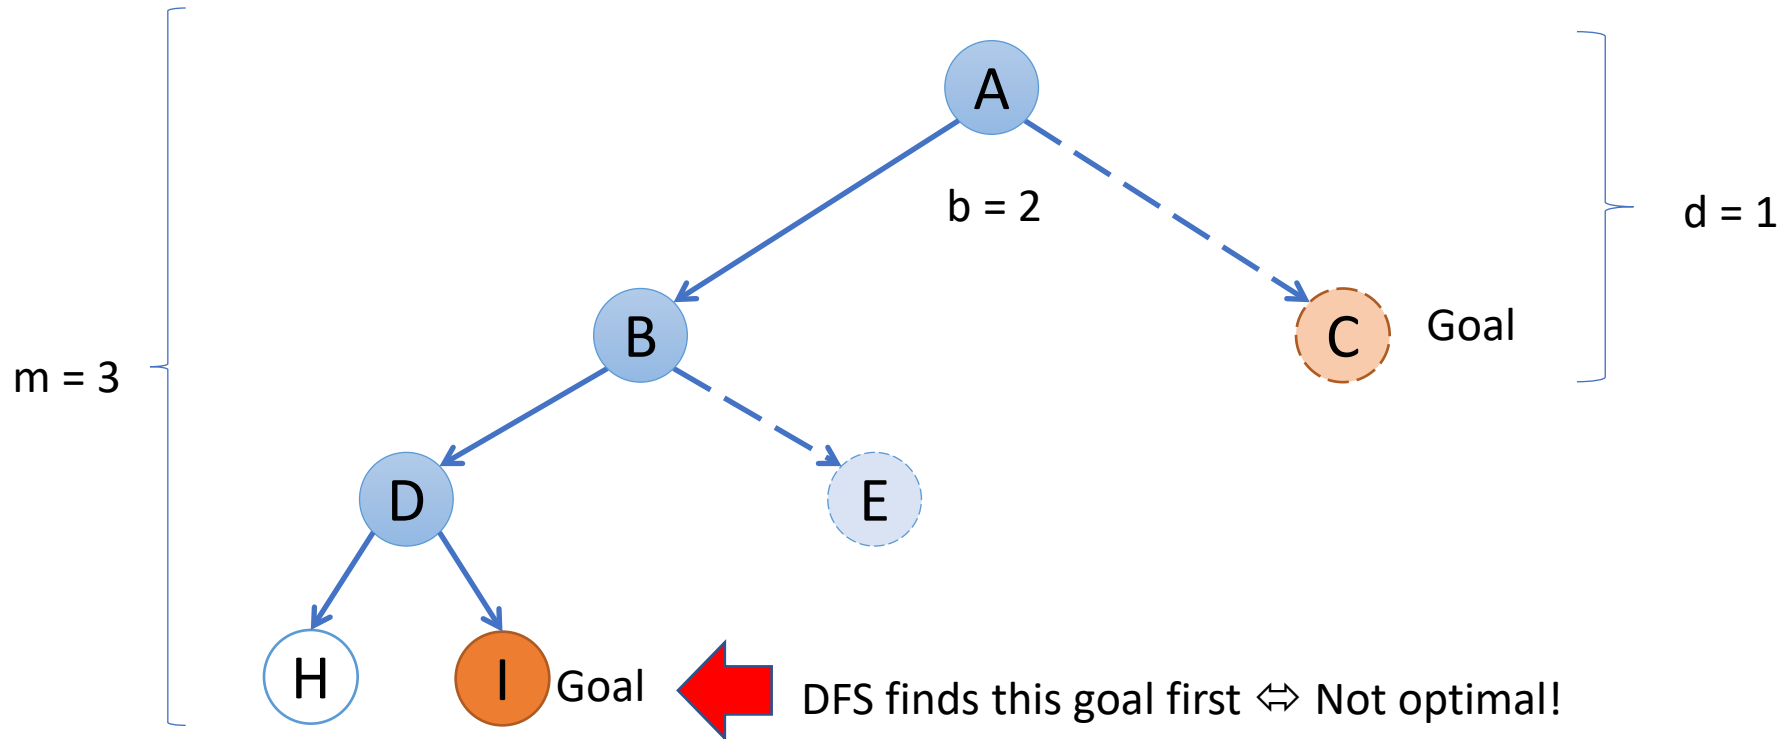 A
b = 2
d = 1
B
C
Goal
m = 3
D
E
H
I
Goal
DFS finds this goal first ⬄ Not optimal!